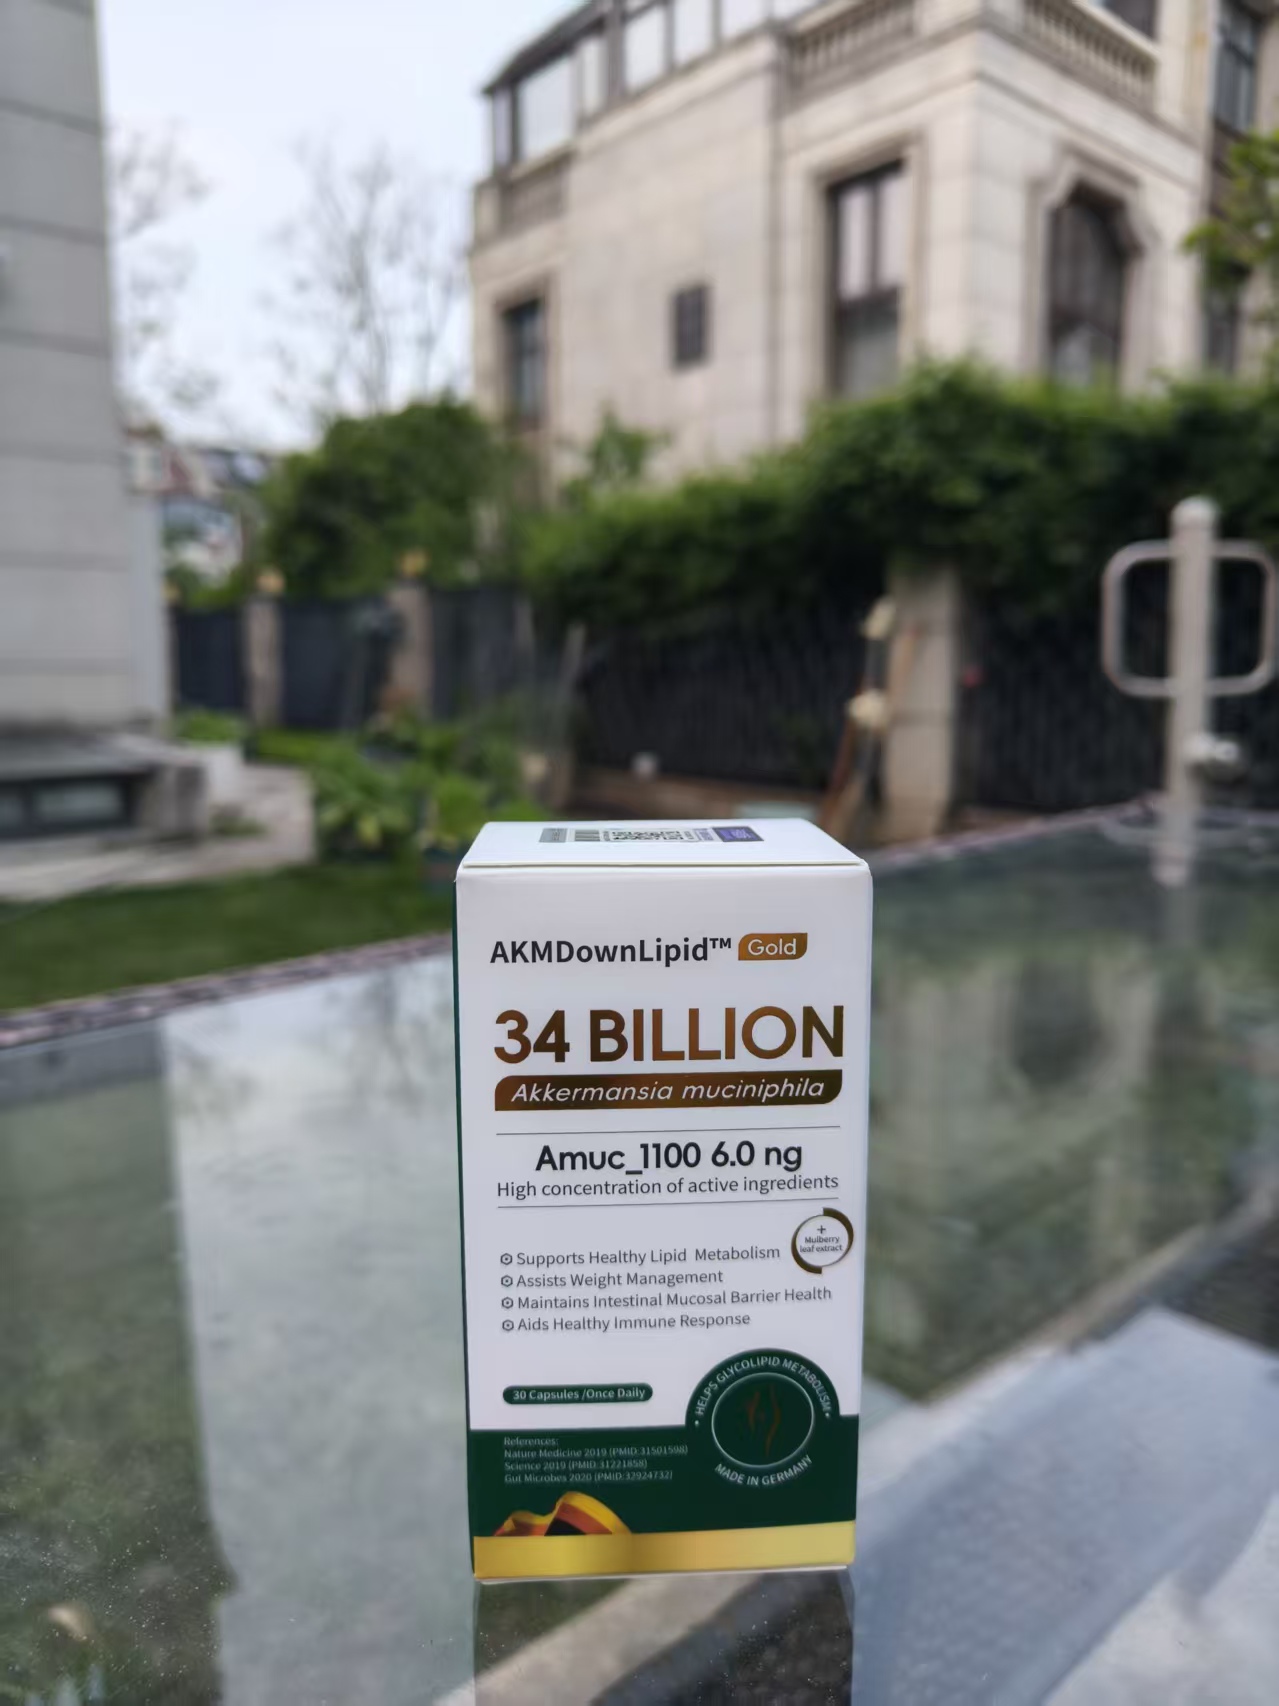 AKMDownLipid™ Gold
34 BILLION
Akkermansia muciniphila
Amuc_1100 6.0 ng
High concentration of active ingredients
+
Mulberry
leaf extract
Supports Healthy Lipid Metabolism
Assists Weight Management
Maintains Intestinal Mucosal Barrier Health
Aids Healthy Immune Response
30 Capsules /Once Daily
• HELPS GLYCOLIPID METABOLISM •
MADE IN GERMANY
References:
Nature Medicine 2019 (PMID:31501598)
Science 2019 (PMID:31221858)
Gut Microbes 2020 (PMID:32924732)